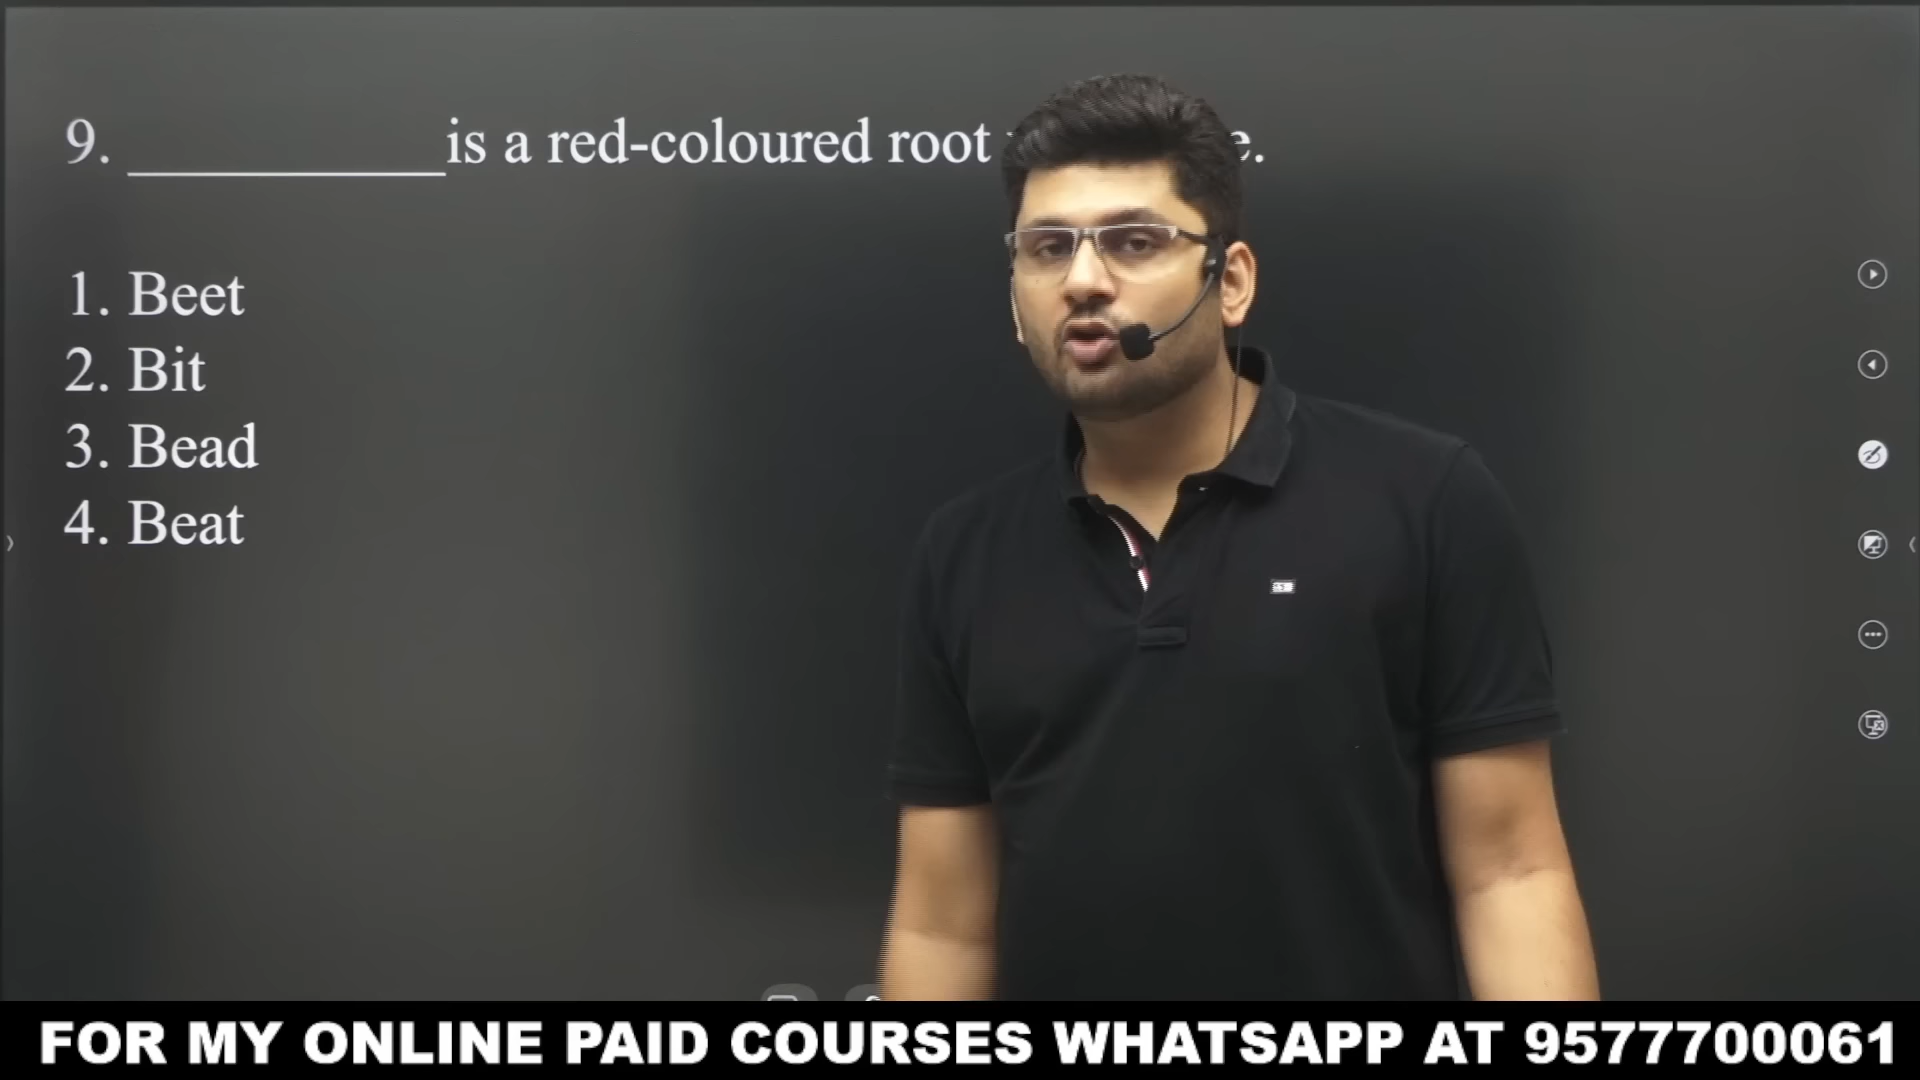 9. ____________is a red-coloured root
1. Beet
2. Bit
3. Bead
4. Beat
FOR MY ONLINE PAID COURSES WHATSAPP AT 9577700061